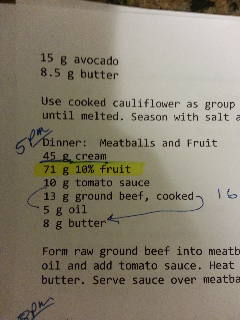 15 g avocado
8.5 g butter
Use cooked cauliflower as group
until melted. Season with salt a
5pm
Dinner: Meatballs and Fruit
45 g cream
71 g 10% fruit
10 g tomato sauce
13 g ground beef, cooked
16
5 g oil
8 g butter
Form raw ground beef into meatb
oil and add tomato sauce. Heat
butter. Serve sauce over meatba